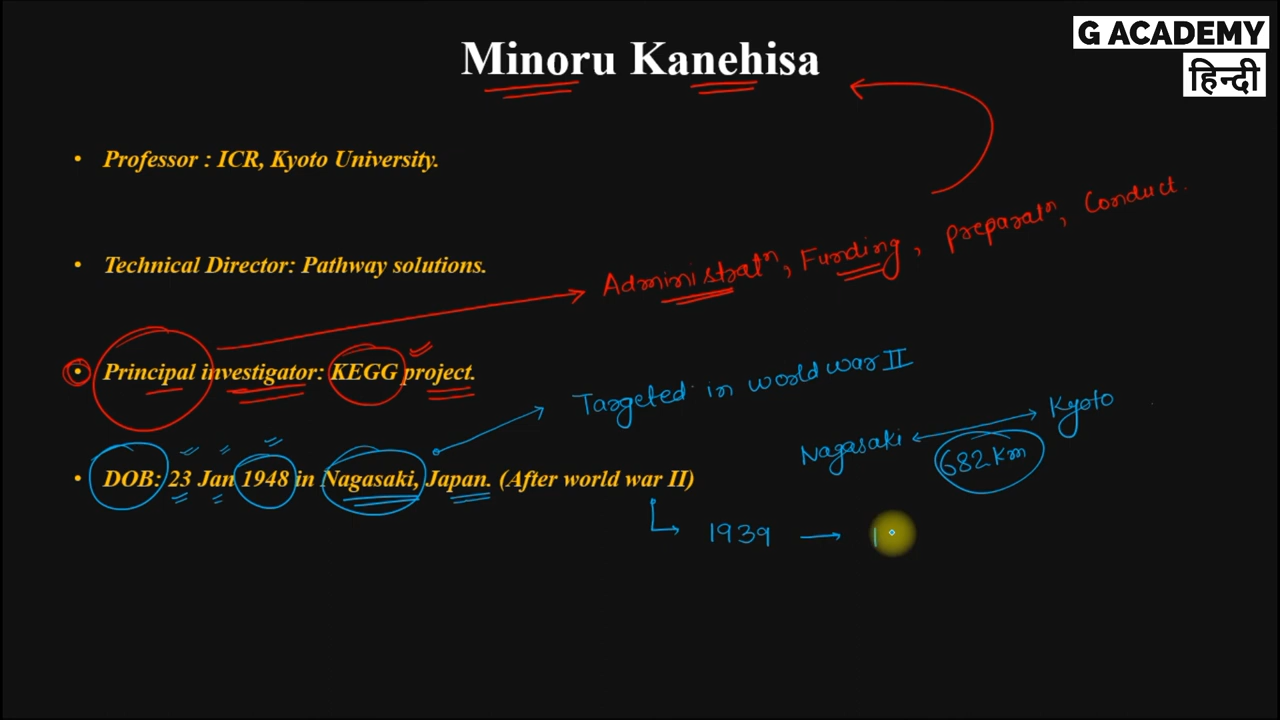 G ACADEMY
हिन्दी
Minoru Kanehisa
• Professor : ICR, Kyoto University.
• Technical Director: Pathway solutions.
Administratⁿ, Funding, Preparatⁿ, Conduct.
• Principal investigator: KEGG project.
Targeted in world war II
Nagasaki ↔ Kyoto
682 Km
• DOB: 23 Jan 1948 in Nagasaki, Japan. (After world war II)
1939 → 1